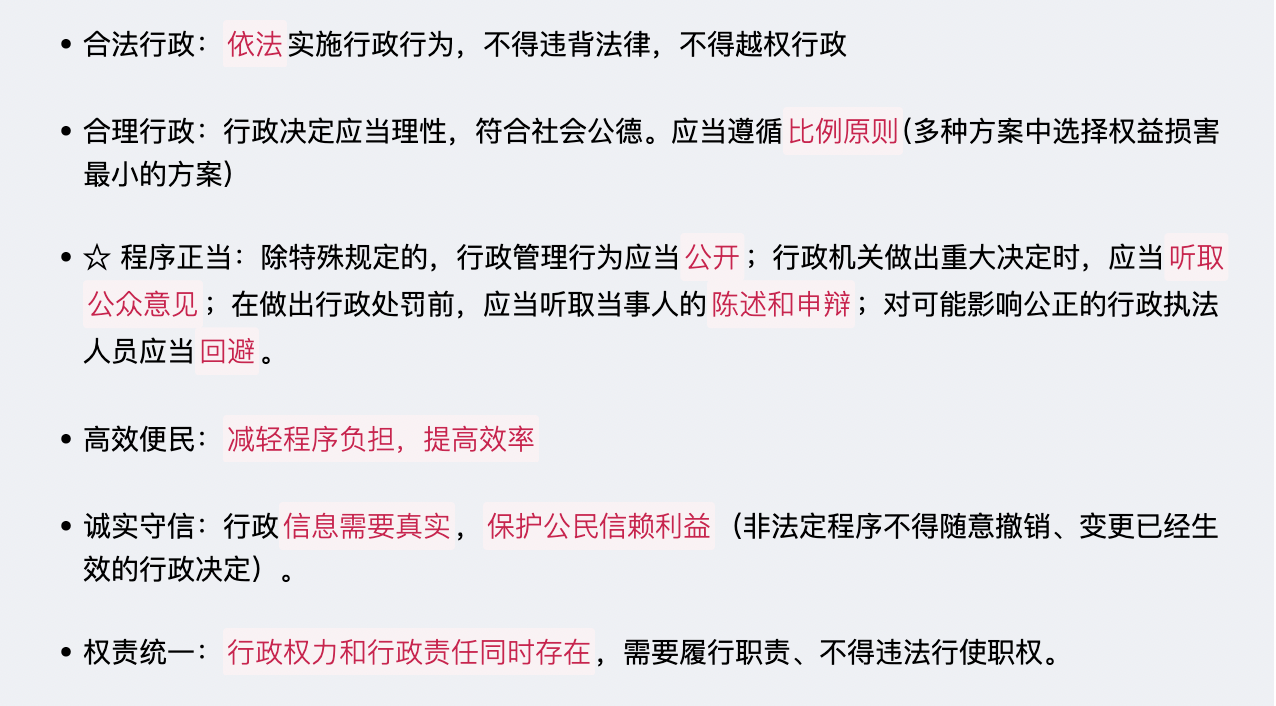 • 合法行政：依法实施行政行为，不得违背法律，不得越权行政
• 合理行政：行政决定应当理性，符合社会公德。应当遵循比例原则(多种方案中选择权益损害
最小的方案）
• ☆ 程序正当：除特殊规定的，行政管理行为应当公开；行政机关做出重大决定时，应当听取
公众意见；在做出行政处罚前，应当听取当事人的陈述和申辩；对可能影响公正的行政执法
人员应当回避。
• 高效便民：减轻程序负担，提高效率
• 诚实守信：行政信息需要真实，保护公民信赖利益（非法定程序不得随意撤销、变更已经生
效的行政决定）。
• 权责统一：行政权力和行政责任同时存在，需要履行职责、不得违法行使职权。